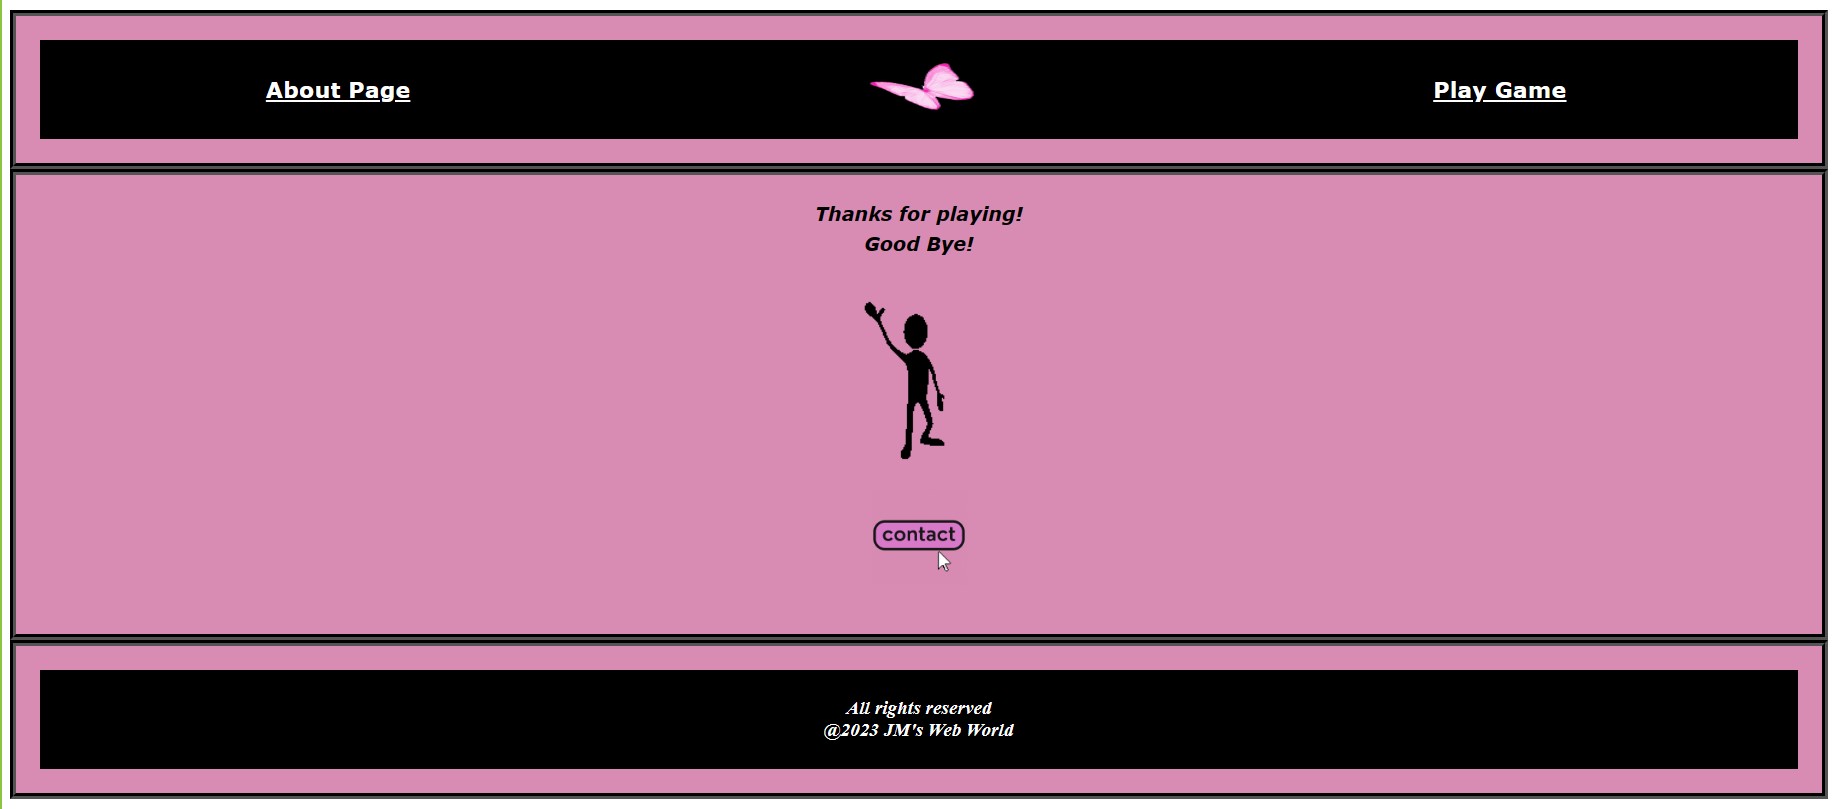 About Page
Play Game
Thanks for playing!
Good Bye!
contact
All rights reserved
@2023 JM's Web World